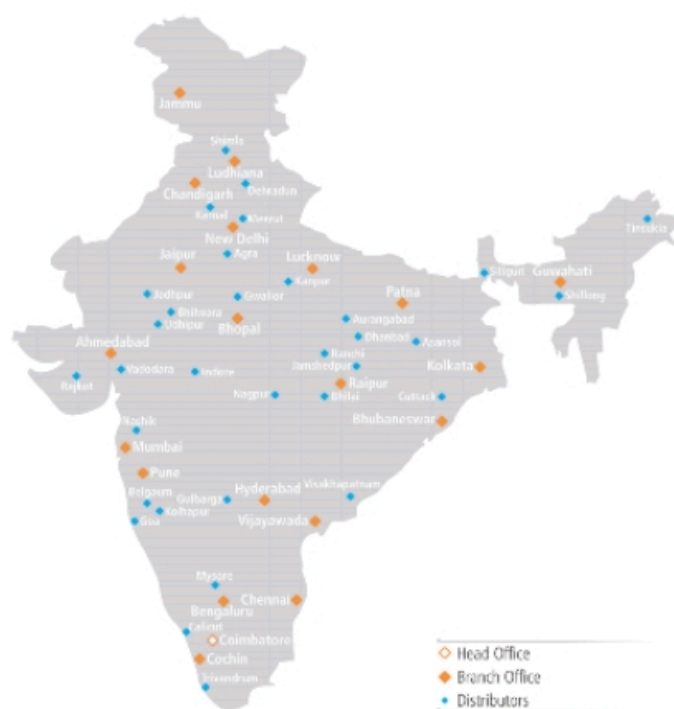 Jammu
Shimla
Ludhiana
Chandigarh
Dehradun
Karnal
Meerut
New Delhi
Tinsukia
Agra
Jaipur
Lucknow
Siliguri
Guwahati
Kanpur
Jodhpur
Gwalior
Patna
Shillong
Bhilwara
Udhipur
Bhopal
Aurangabad
Dhanbad
Asansol
Ahmedabad
Ranchi
Vadodara
Indore
Jamshedpur
Kolkata
Rajkot
Raipur
Nagpur
Bhilai
Cuttack
Bhubaneswar
Nashik
Mumbai
Pune
Visakhapatnam
Hyderabad
Belgaum
Gulbarga
Kolhapur
Goa
Vijayawada
Mysore
Chennai
Bengaluru
Calicut
Coimbatore
Cochin
Trivandrum
Head Office
Branch Office
Distributors